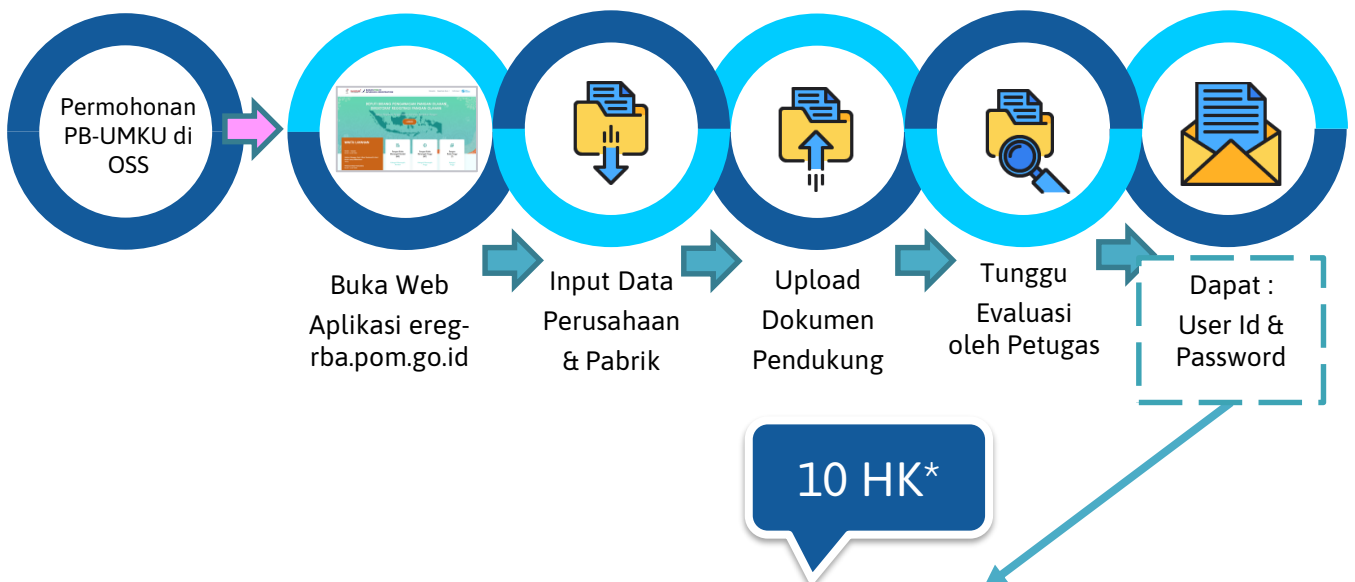 Permohonan
PB-UMKU di
OSS
Buka Web
Aplikasi ereg-
rba.pom.go.id
Input Data
Perusahaan
& Pabrik
Upload
Dokumen
Pendukung
Tunggu
Evaluasi
oleh Petugas
Dapat :
User Id &
Password
10 HK*